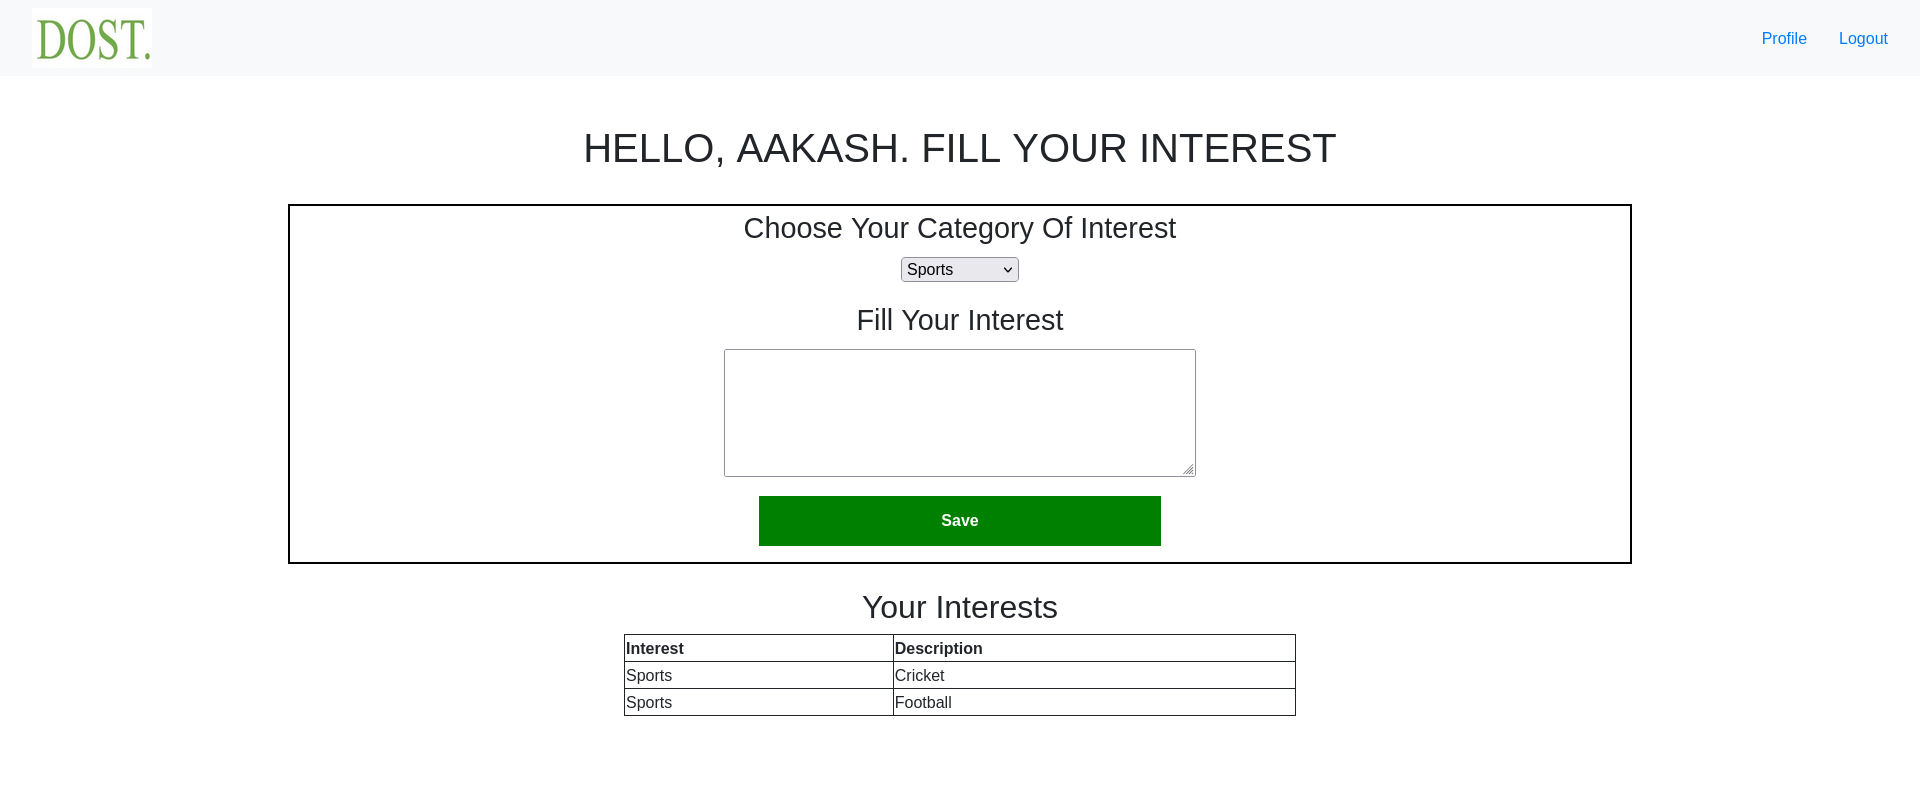 DOST.
Profile Logout
HELLO, AAKASH. FILL YOUR INTEREST
Choose Your Category Of Interest
Sports
Fill Your Interest
Save
Your Interests
Interest Description
Sports Cricket
Sports Football